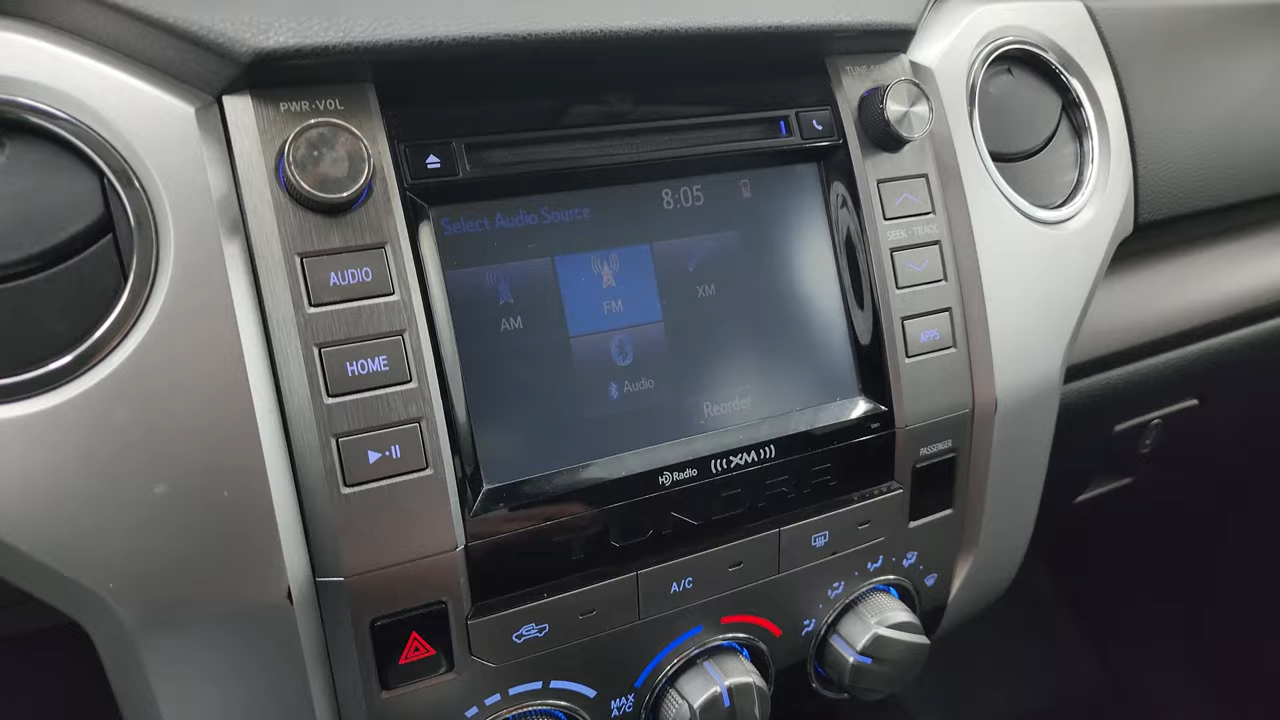 PWR·VOL
TUNE·
AUDIO
HOME
Select Audio Source
8:05
AM
FM
XM
Audio
Reorder
SEEK·TRACK
APPS
HD Radio
XM
PASSENGER
TUNDRA
A/C
MAX
A/C